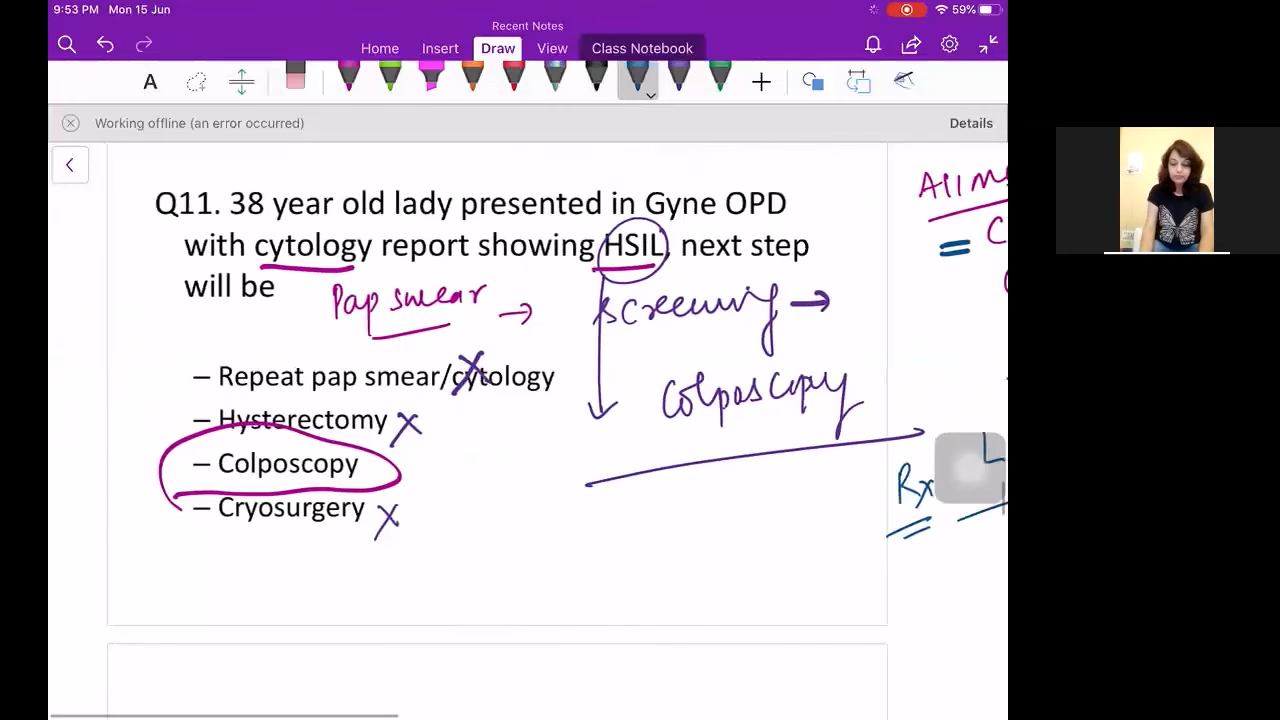 9:53 PM Mon 15 Jun
59%
Recent Notes
Home Insert Draw View Class Notebook
A
Working offline (an error occurred)
Details
Q11. 38 year old lady presented in Gyne OPD
with cytology report showing HSIL, next step
will be
Pap smear → screening →
– Repeat pap smear/cytology
colposcopy
– Hysterectomy X
– Colposcopy
– Cryosurgery X
Rx